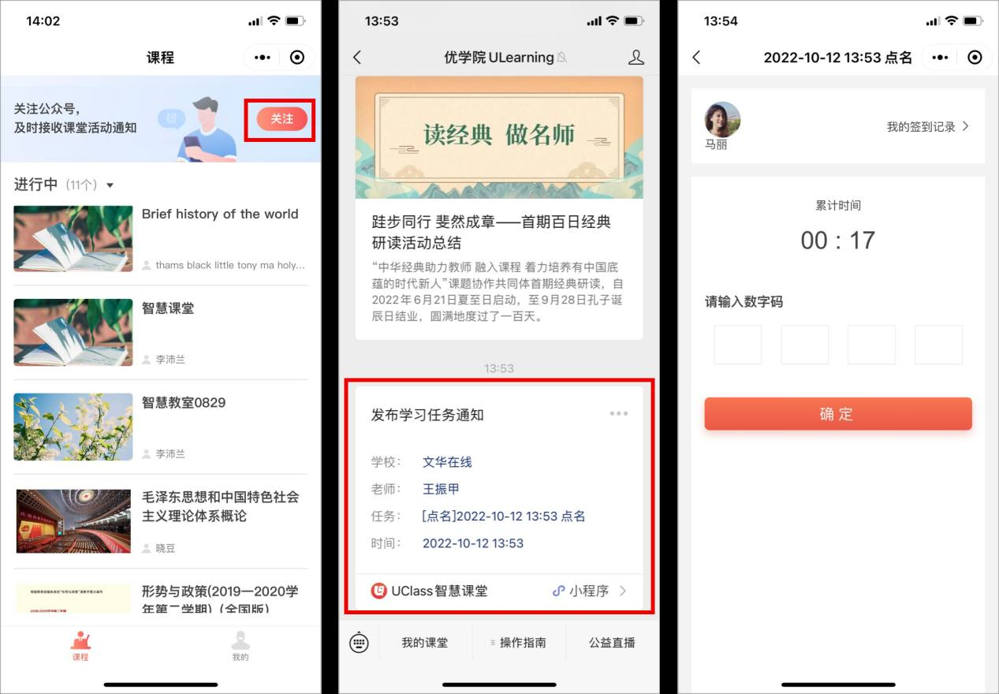 14:02
课程
关注公众号，
及时接收课堂活动通知
关注
进行中（11个）
Brief history of the world
thams black little tony ma holy...
智慧课堂
李沛兰
智慧教室0829
李沛兰
毛泽东思想和中国特色社会
主义理论体系概论
晓豆
形势与政策(2019—2020学
年第二学期)（全国版）
课程
我的
13:53
优学院ULearning
读经典 做名师
跬步同行 斐然成章——首期百日经典
研读活动总结
“中华经典助力教师 融入课程 着力培养有中国底
蕴的时代新人”课题协作共同体首期经典研读，自
2022年6月21日夏至日启动，至9月28日孔子诞
辰日结业，圆满地度过了一百天。
13:53
发布学习任务通知
学校： 文华在线
老师： 王振甲
任务： [点名]2022-10-12 13:53 点名
时间： 2022-10-12 13:53
UClass智慧课堂
小程序
我的课堂
操作指南
公益直播
13:54
2022-10-12 13:53 点名
马丽
我的签到记录
累计时间
00 : 17
请输入数字码
确 定